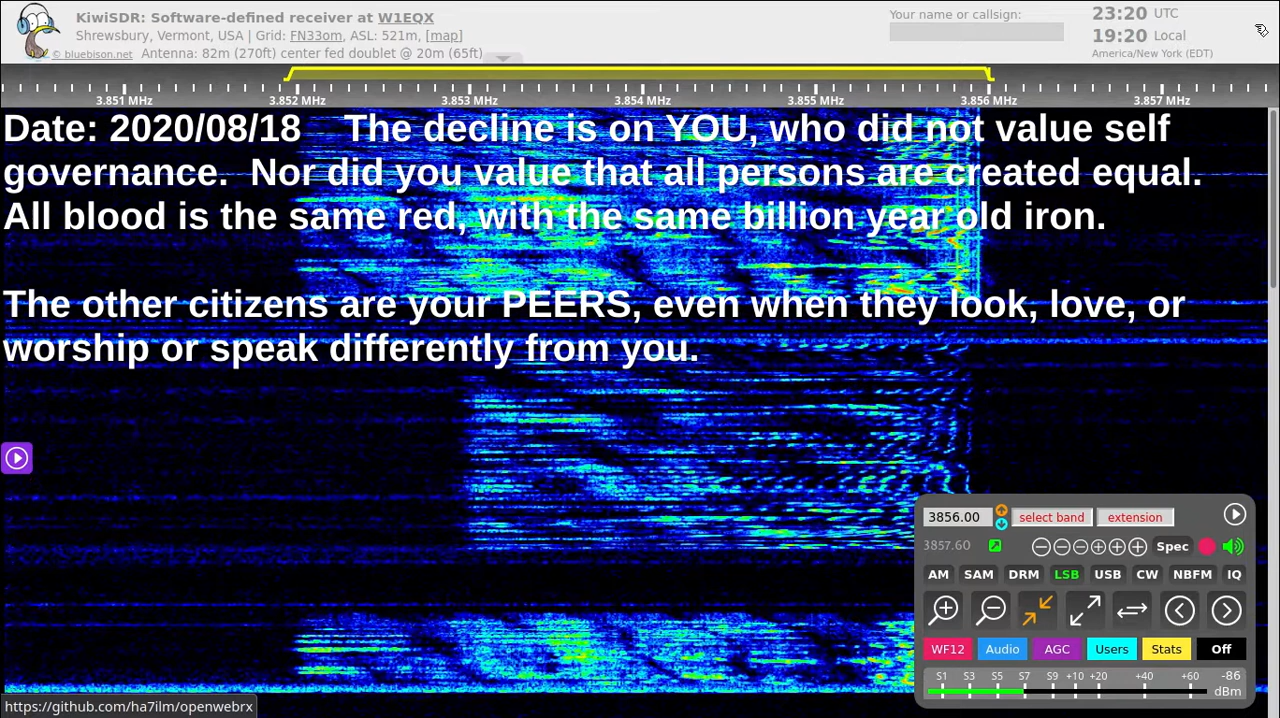 KiwiSDR: Software-defined receiver at W1EQX
Shrewsbury, Vermont, USA | Grid: FN33om, ASL: 521m, [map]
© bluebison.net Antenna: 82m (270ft) center fed doublet @ 20m (65ft)
Your name or callsign:
23:20 UTC
19:20 Local
America/New York (EDT)
3.851 MHz 3.852 MHz 3.853 MHz 3.854 MHz 3.855 MHz 3.856 MHz 3.857 MHz
Date: 2020/08/18 The decline is on YOU, who did not value self
governance. Nor did you value that all persons are created equal.
All blood is the same red, with the same billion year old iron.
The other citizens are your PEERS, even when they look, love, or
worship or speak differently from you.
3856.00 select band extension
3857.60 Spec
AM SAM DRM LSB USB CW NBFM IQ
WF12 Audio AGC Users Stats Off
S1 S3 S5 S7 S9 +10 +20 +40 +60 -86
dBm
https://github.com/ha7ilm/openwebrx